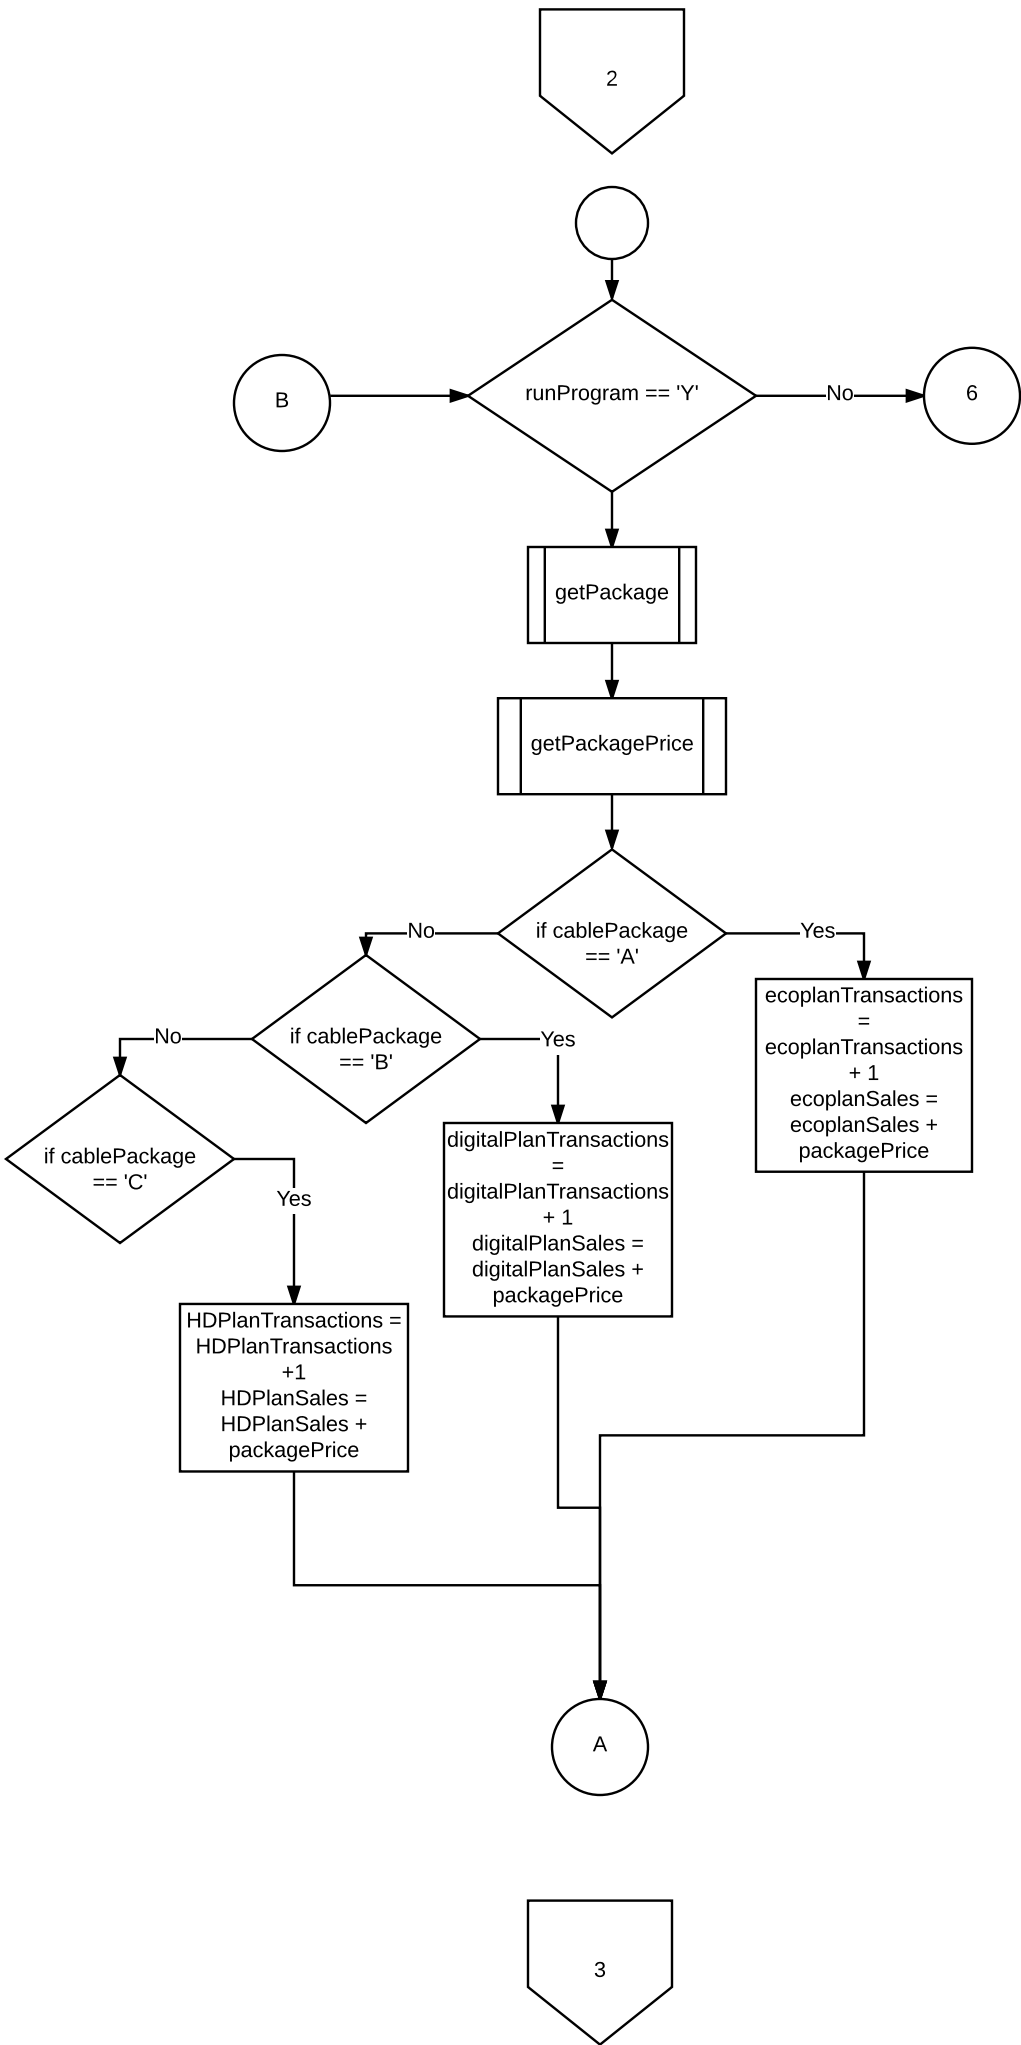 2
runProgram == 'Y'
B
No
6
getPackage
getPackagePrice
if cablePackage
== 'A'
No
Yes
if cablePackage
== 'B'
No
Yes
ecoplanTransactions
=
ecoplanTransactions
+ 1
ecoplanSales =
ecoplanSales +
packagePrice
if cablePackage
== 'C'
Yes
digitalPlanTransactions
=
digitalPlanTransactions
+ 1
digitalPlanSales =
digitalPlanSales +
packagePrice
HDPlanTransactions =
HDPlanTransactions
+1
HDPlanSales =
HDPlanSales +
packagePrice
A
3